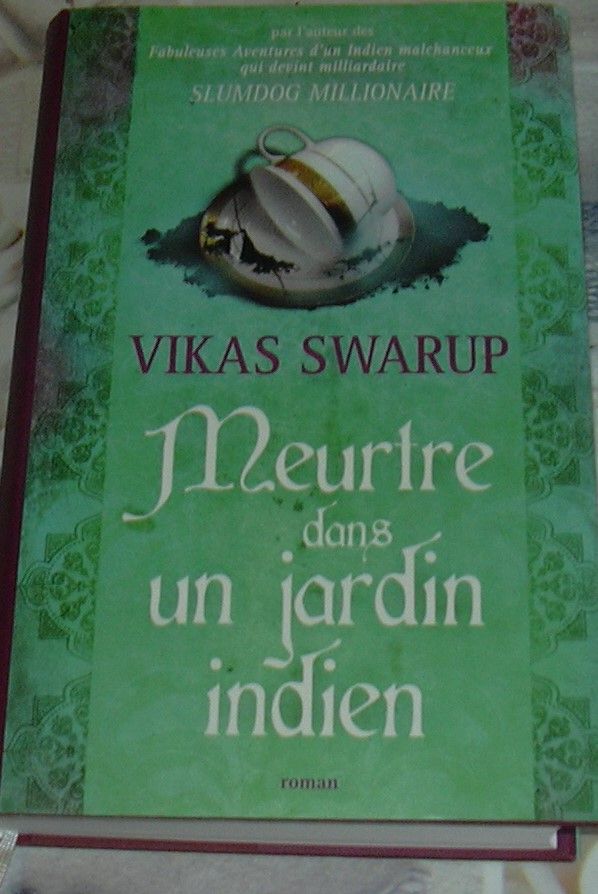 par l'auteur des
Fabuleuses Aventures d'un Indien malchanceux
qui devint milliardaire
SLUMDOG MILLIONAIRE
VIKAS SWARUP
Meurtre
dans
un jardin
indien
roman